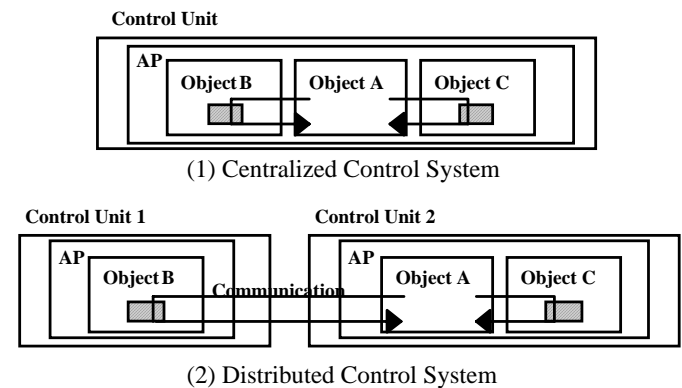 Control Unit
AP
Object B Object A Object C
(1) Centralized Control System
Control Unit 1 Control Unit 2
AP AP
Object B Object A Object C
Communication
(2) Distributed Control System